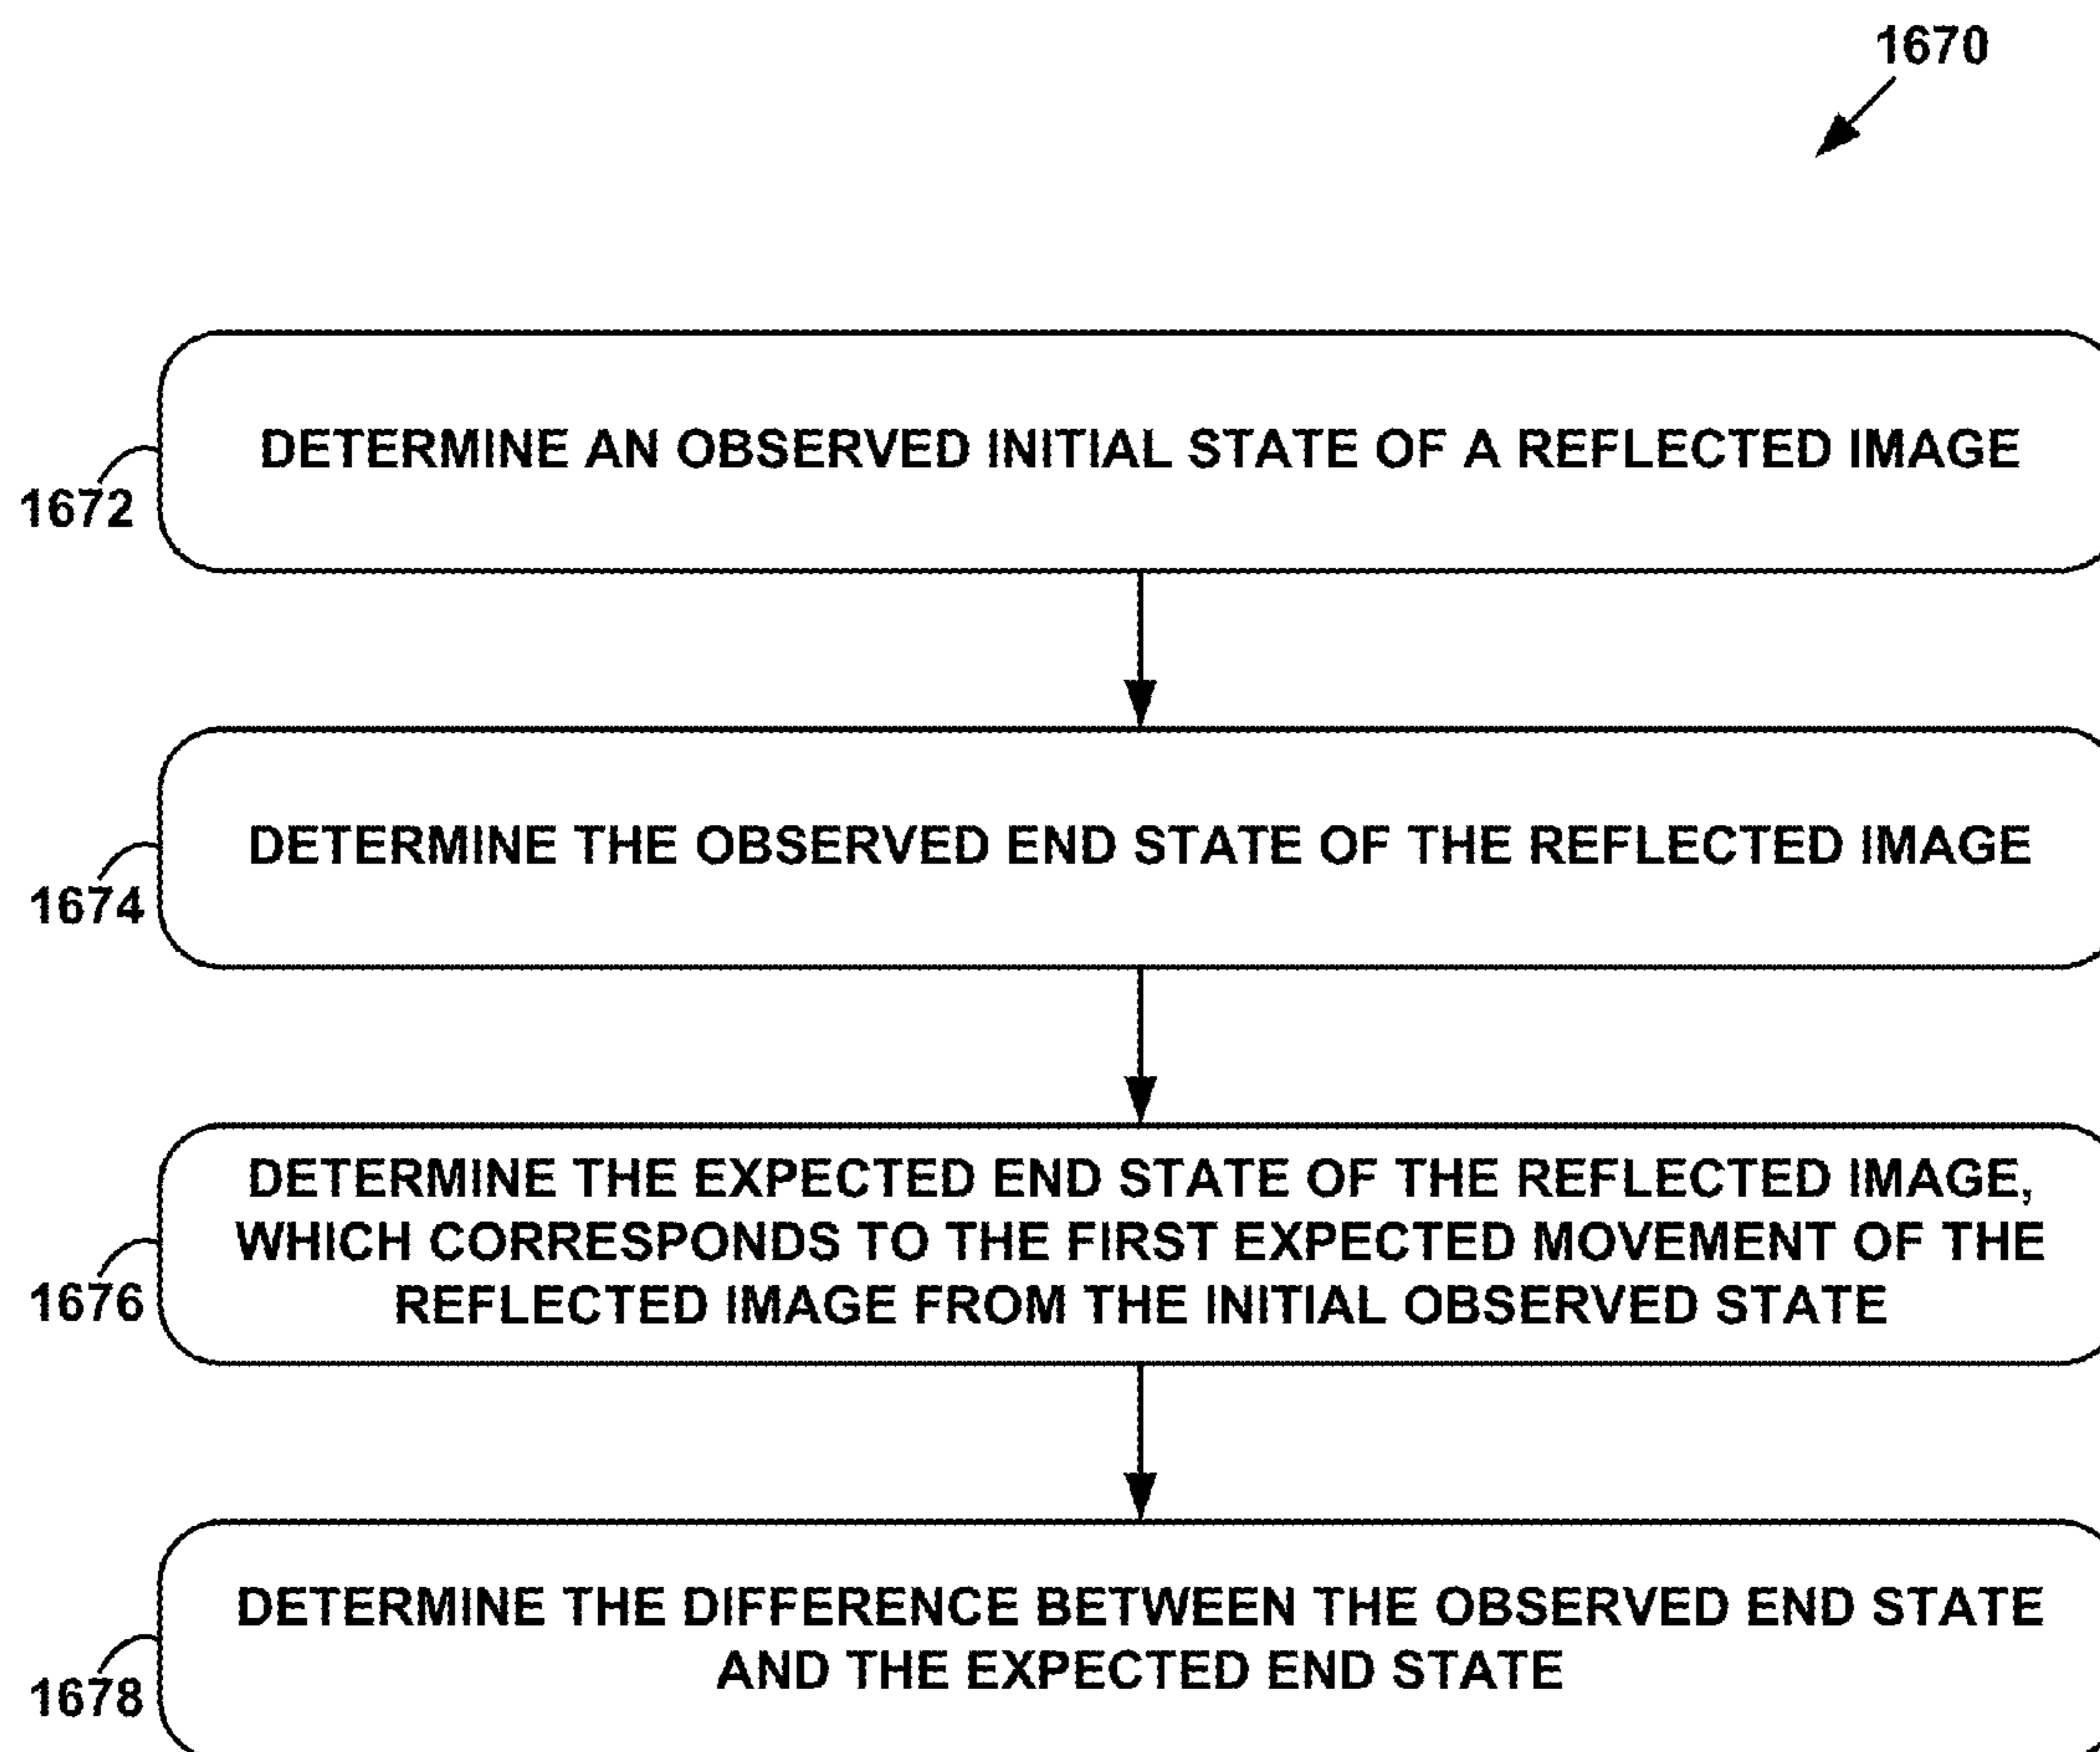 1670
DETERMINE AN OBSERVED INITIAL STATE OF A REFLECTED IMAGE
1672
DETERMINE THE OBSERVED END STATE OF THE REFLECTED IMAGE
1674
DETERMINE THE EXPECTED END STATE OF THE REFLECTED IMAGE,
WHICH CORRESPONDS TO THE FIRST EXPECTED MOVEMENT OF THE
REFLECTED IMAGE FROM THE INITIAL OBSERVED STATE
1676
DETERMINE THE DIFFERENCE BETWEEN THE OBSERVED END STATE
AND THE EXPECTED END STATE
1678